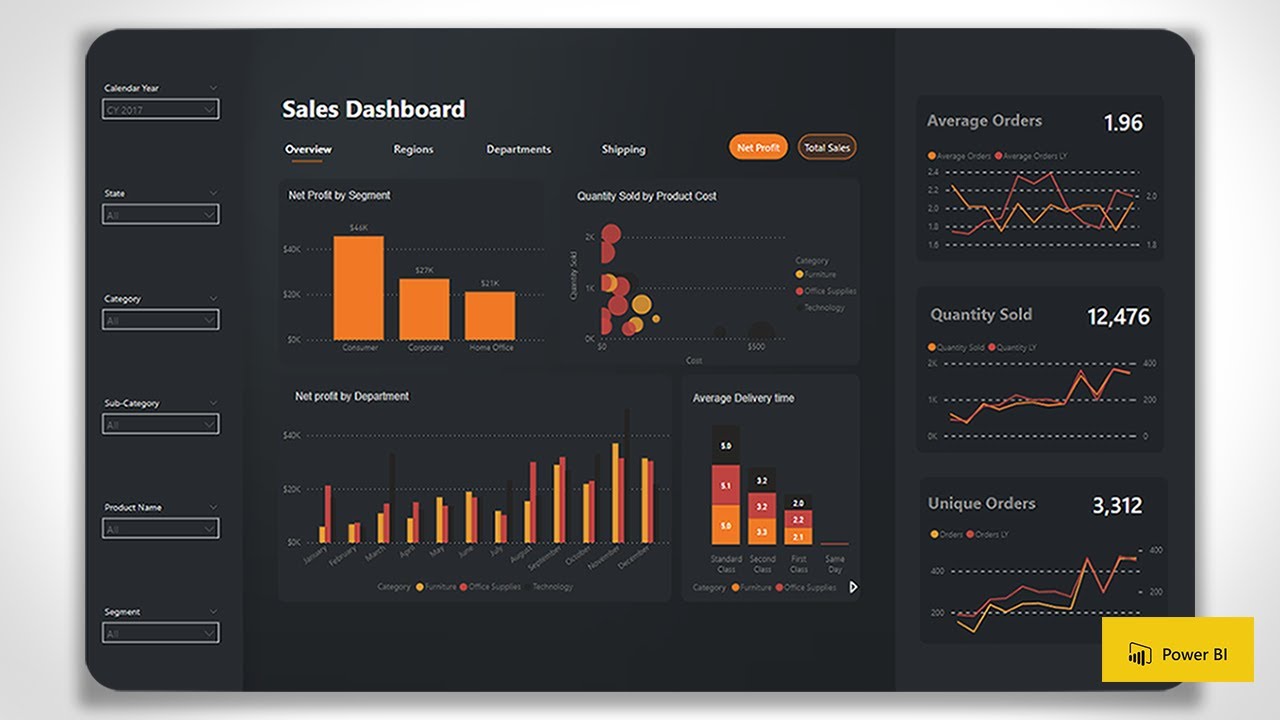 Calendar Year
CY 2017
State
All
Category
All
Sub-Category
All
Product Name
All
Segment
All
Sales Dashboard
Overview Regions Departments Shipping
Net Profit Total Sales
Net Profit by Segment
$46K
$40K
$27K
$20K
$21K
$0K
Consumer Corporate Home Office
Quantity Sold by Product Cost
Quantity Sold
2K
1K
0K
$0 $500
Cost
Category
Furniture
Office Supplies
Technology
Net profit by Department
$40K
$20K
$0K
January February March April May June July August September October November December
Category Furniture Office Supplies Technology
Average Delivery time
5.0
5.1
5.0
3.2
3.2
3.3
2.0
2.2
2.1
Standard Class
Second Class
First Class
Same Day
Category Furniture Office Supplies
Average Orders 1.96
Average Orders Average Orders LY
2.4
2.2
2.0 2.0
1.8
1.6 1.8
Quantity Sold 12,476
Quantity Sold Quantity LY
2K 400
1K 200
0K 0
Unique Orders 3,312
Orders Orders LY
400 400
200 200
Power BI